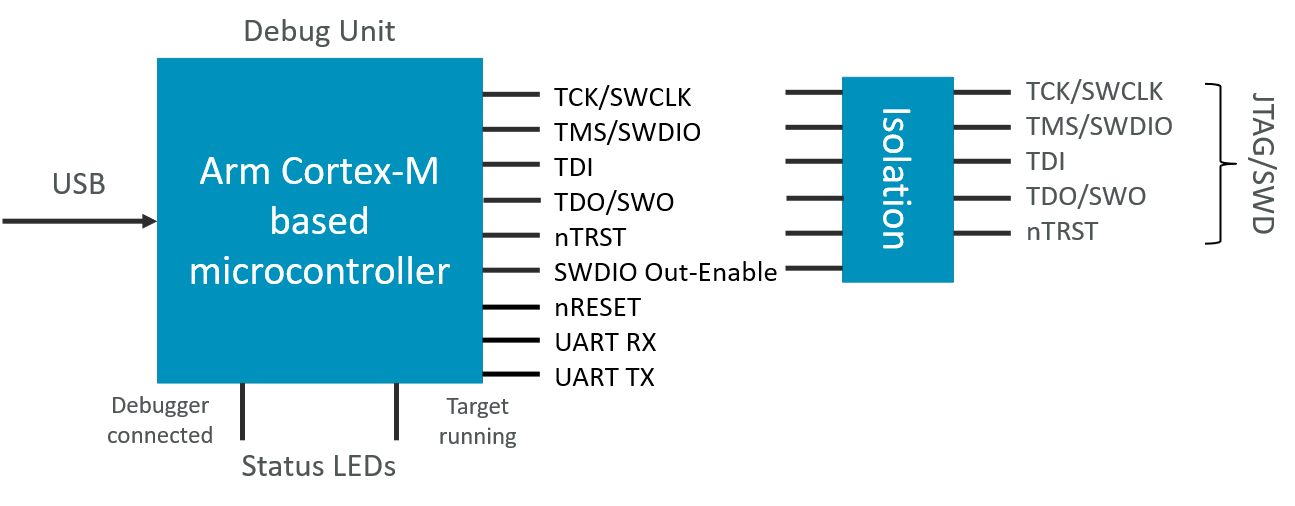 Debug Unit
USB
Arm Cortex-M
based
microcontroller
TCK/SWCLK
TMS/SWDIO
TDI
TDO/SWO
nTRST
SWDIO Out-Enable
nRESET
UART RX
UART TX
Isolation
TCK/SWCLK
TMS/SWDIO
TDI
TDO/SWO
nTRST
JTAG/SWD
Debugger
connected
Target
running
Status LEDs